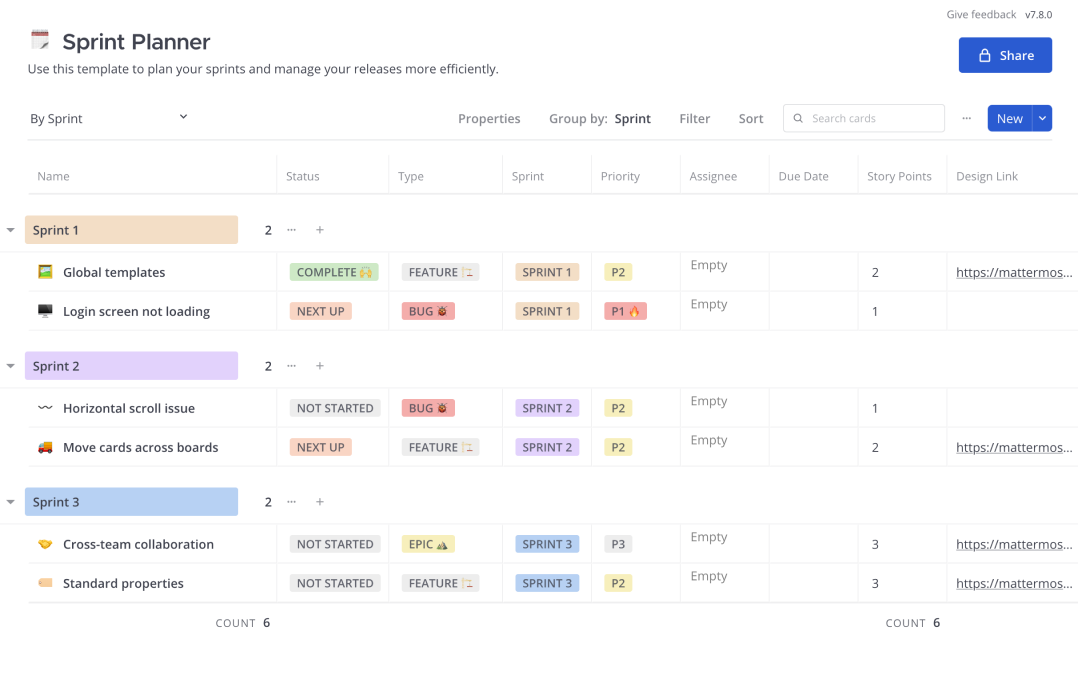 Give feedback v7.8.0
Sprint Planner
Use this template to plan your sprints and manage your releases more efficiently.
Share
By Sprint Properties Group by: Sprint Filter Sort Search cards ... New
Name Status Type Sprint Priority Assignee Due Date Story Points Design Link
Sprint 1 2 ... +
Global templates COMPLETE FEATURE SPRINT 1 P2 Empty 2 https://mattermos...
Login screen not loading NEXT UP BUG SPRINT 1 P1 Empty 1
Sprint 2 2 ... +
Horizontal scroll issue NOT STARTED BUG SPRINT 2 P2 Empty 1
Move cards across boards NEXT UP FEATURE SPRINT 2 P2 Empty 2 https://mattermos...
Sprint 3 2 ... +
Cross-team collaboration NOT STARTED EPIC SPRINT 3 P3 Empty 3 https://mattermos...
Standard properties NOT STARTED FEATURE SPRINT 3 P2 Empty 3 https://mattermos...
COUNT 6 COUNT 6